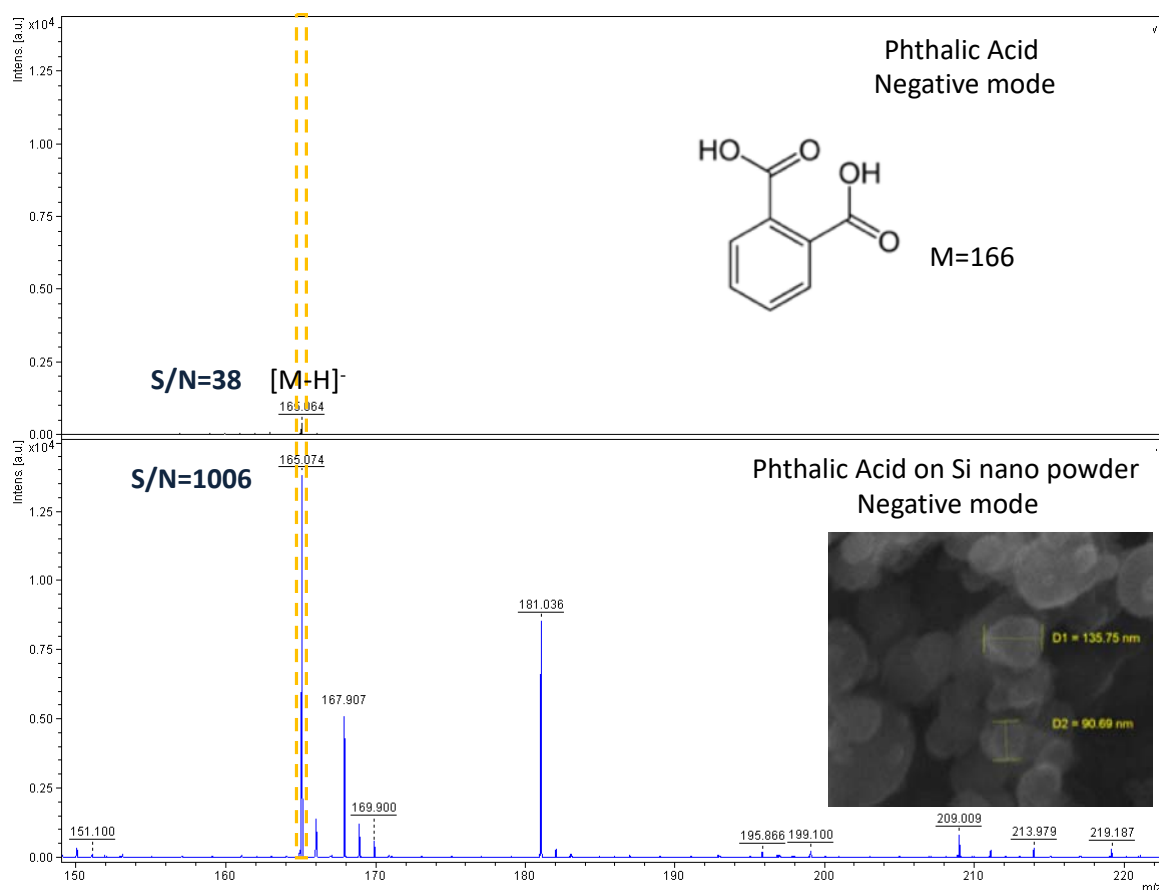 Intens. [a.u.]
x10⁴
1.25
1.00
0.75
0.50
0.25
0.00
Phthalic Acid
Negative mode
HO
O
OH
O
M=166
S/N=38
[M-H]⁻
165.064
Intens. [a.u.]
x10⁴
1.25
1.00
0.75
0.50
0.25
0.00
S/N=1006
165.074
Phthalic Acid on Si nano powder
Negative mode
D1 = 135.75 nm
D2 = 90.69 nm
181.036
167.907
169.900
151.100
195.866
199.100
209.009
213.979
219.187
150
160
170
180
190
200
210
220
m/z